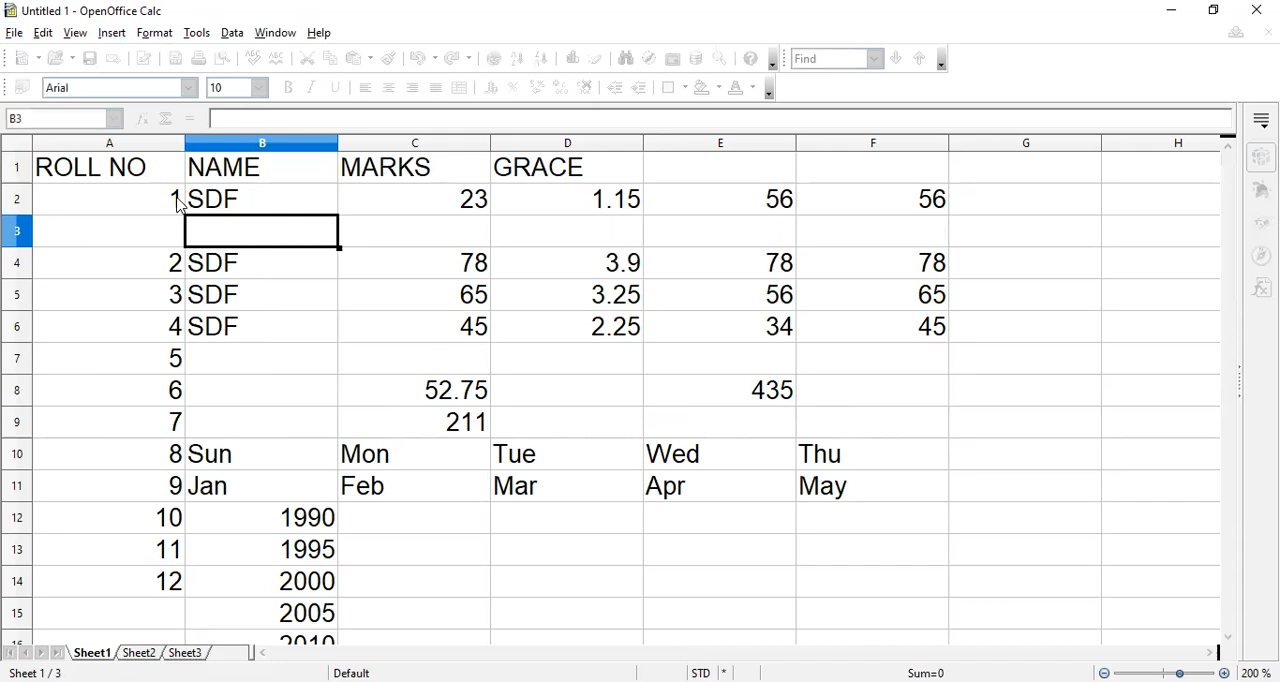 Untitled 1 - OpenOffice Calc
File Edit View Insert Format Tools Data Window Help
Find
Arial 10
B3
A B C D E F G H
1 ROLL NO NAME MARKS GRACE
2 1 SDF 23 1.15 56 56
3
4 2 SDF 78 3.9 78 78
5 3 SDF 65 3.25 56 65
6 4 SDF 45 2.25 34 45
7 5
8 6 52.75 435
9 7 211
10 8 Sun Mon Tue Wed Thu
11 9 Jan Feb Mar Apr May
12 10 1990
13 11 1995
14 12 2000
15 2005
16 2010
Sheet1 Sheet2 Sheet3
Sheet 1 / 3 Default STD * Sum=0 200 %